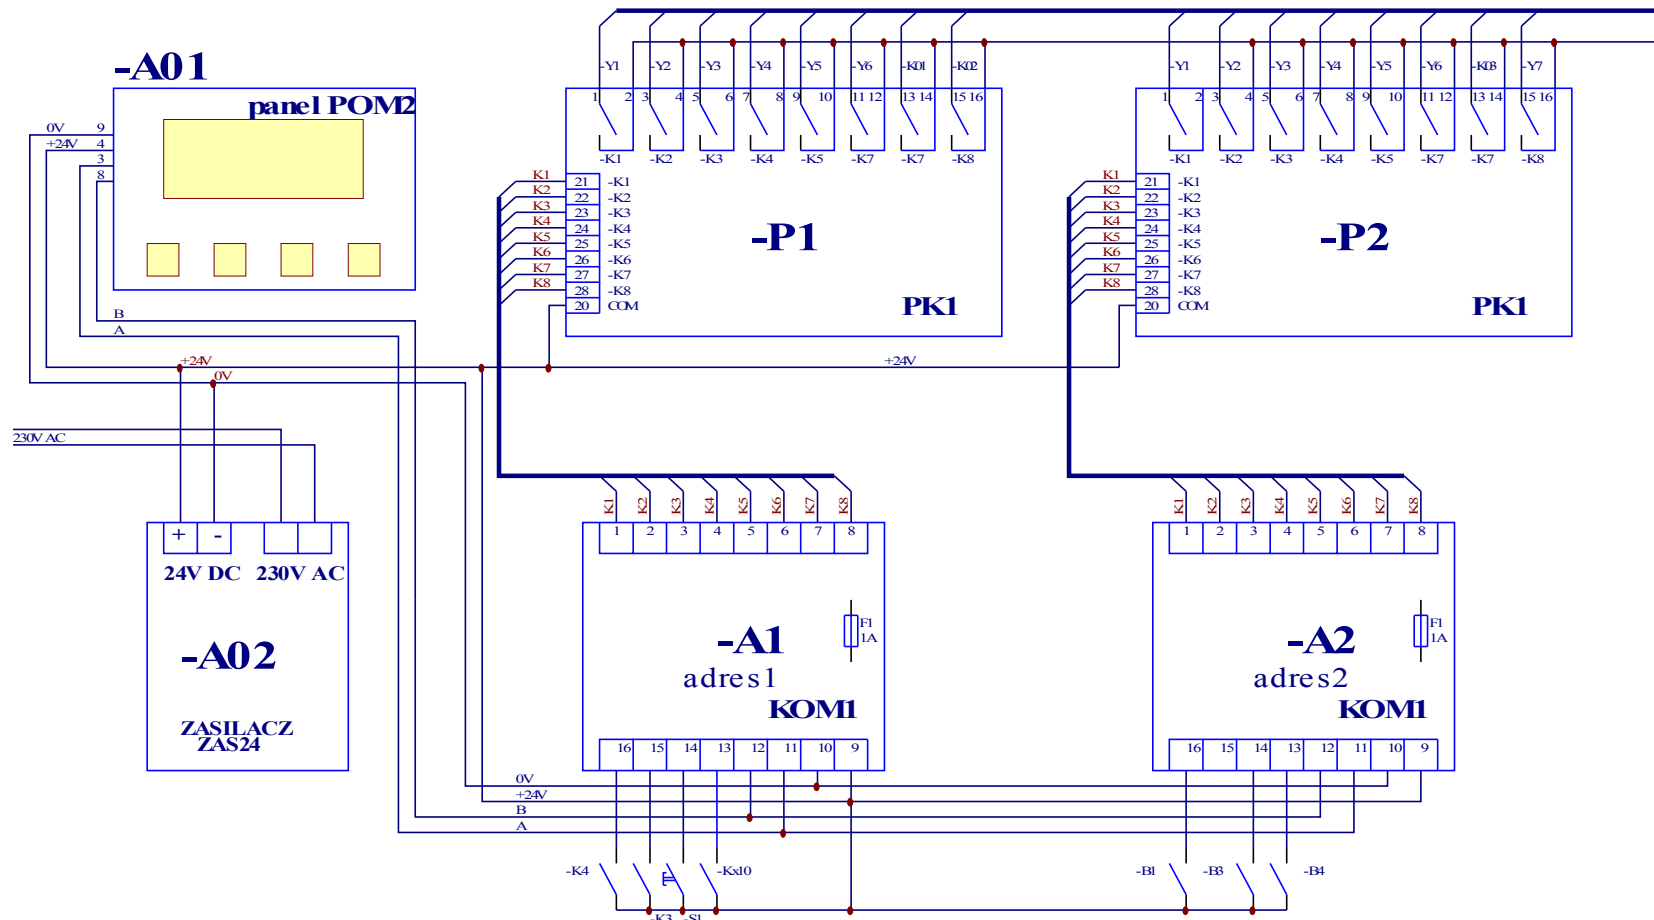 -Y1 -Y2 -Y3 -Y4 -Y5 -Y6 -K01 -K02
-Y1 -Y2 -Y3 -Y4 -Y5 -Y6 -K03 -Y7
-A01
panel POM2
0V 9
+24V 4
3
8
1 2 3 4 5 6 7 8 9 10 11 12 13 14 15 16
-K1 -K2 -K3 -K4 -K5 -K7 -K7 -K8
1 2 3 4 5 6 7 8 9 10 11 12 13 14 15 16
-K1 -K2 -K3 -K4 -K5 -K7 -K7 -K8
K1 21 -K1
K2 22 -K2
K3 23 -K3
K4 24 -K4
K5 25 -K5
K6 26 -K6
K7 27 -K7
K8 28 -K8
20 COM
-P1
PK1
K1 21 -K1
K2 22 -K2
K3 23 -K3
K4 24 -K4
K5 25 -K5
K6 26 -K6
K7 27 -K7
K8 28 -K8
20 COM
-P2
PK1
B
A
+24V
+24V
0V
230V AC
+ -
24V DC 230V AC
-A02
ZASILACZ
ZAS24
K1 K2 K3 K4 K5 K6 K7 K8
1 2 3 4 5 6 7 8
F1
1A
-A1
adres1
KOM1
16 15 14 13 12 11 10 9
K1 K2 K3 K4 K5 K6 K7 K8
1 2 3 4 5 6 7 8
F1
1A
-A2
adres2
KOM1
16 15 14 13 12 11 10 9
0V
+24V
B
A
-K4 -Kx10 -B1 -B3 -B4
-K3 -S1